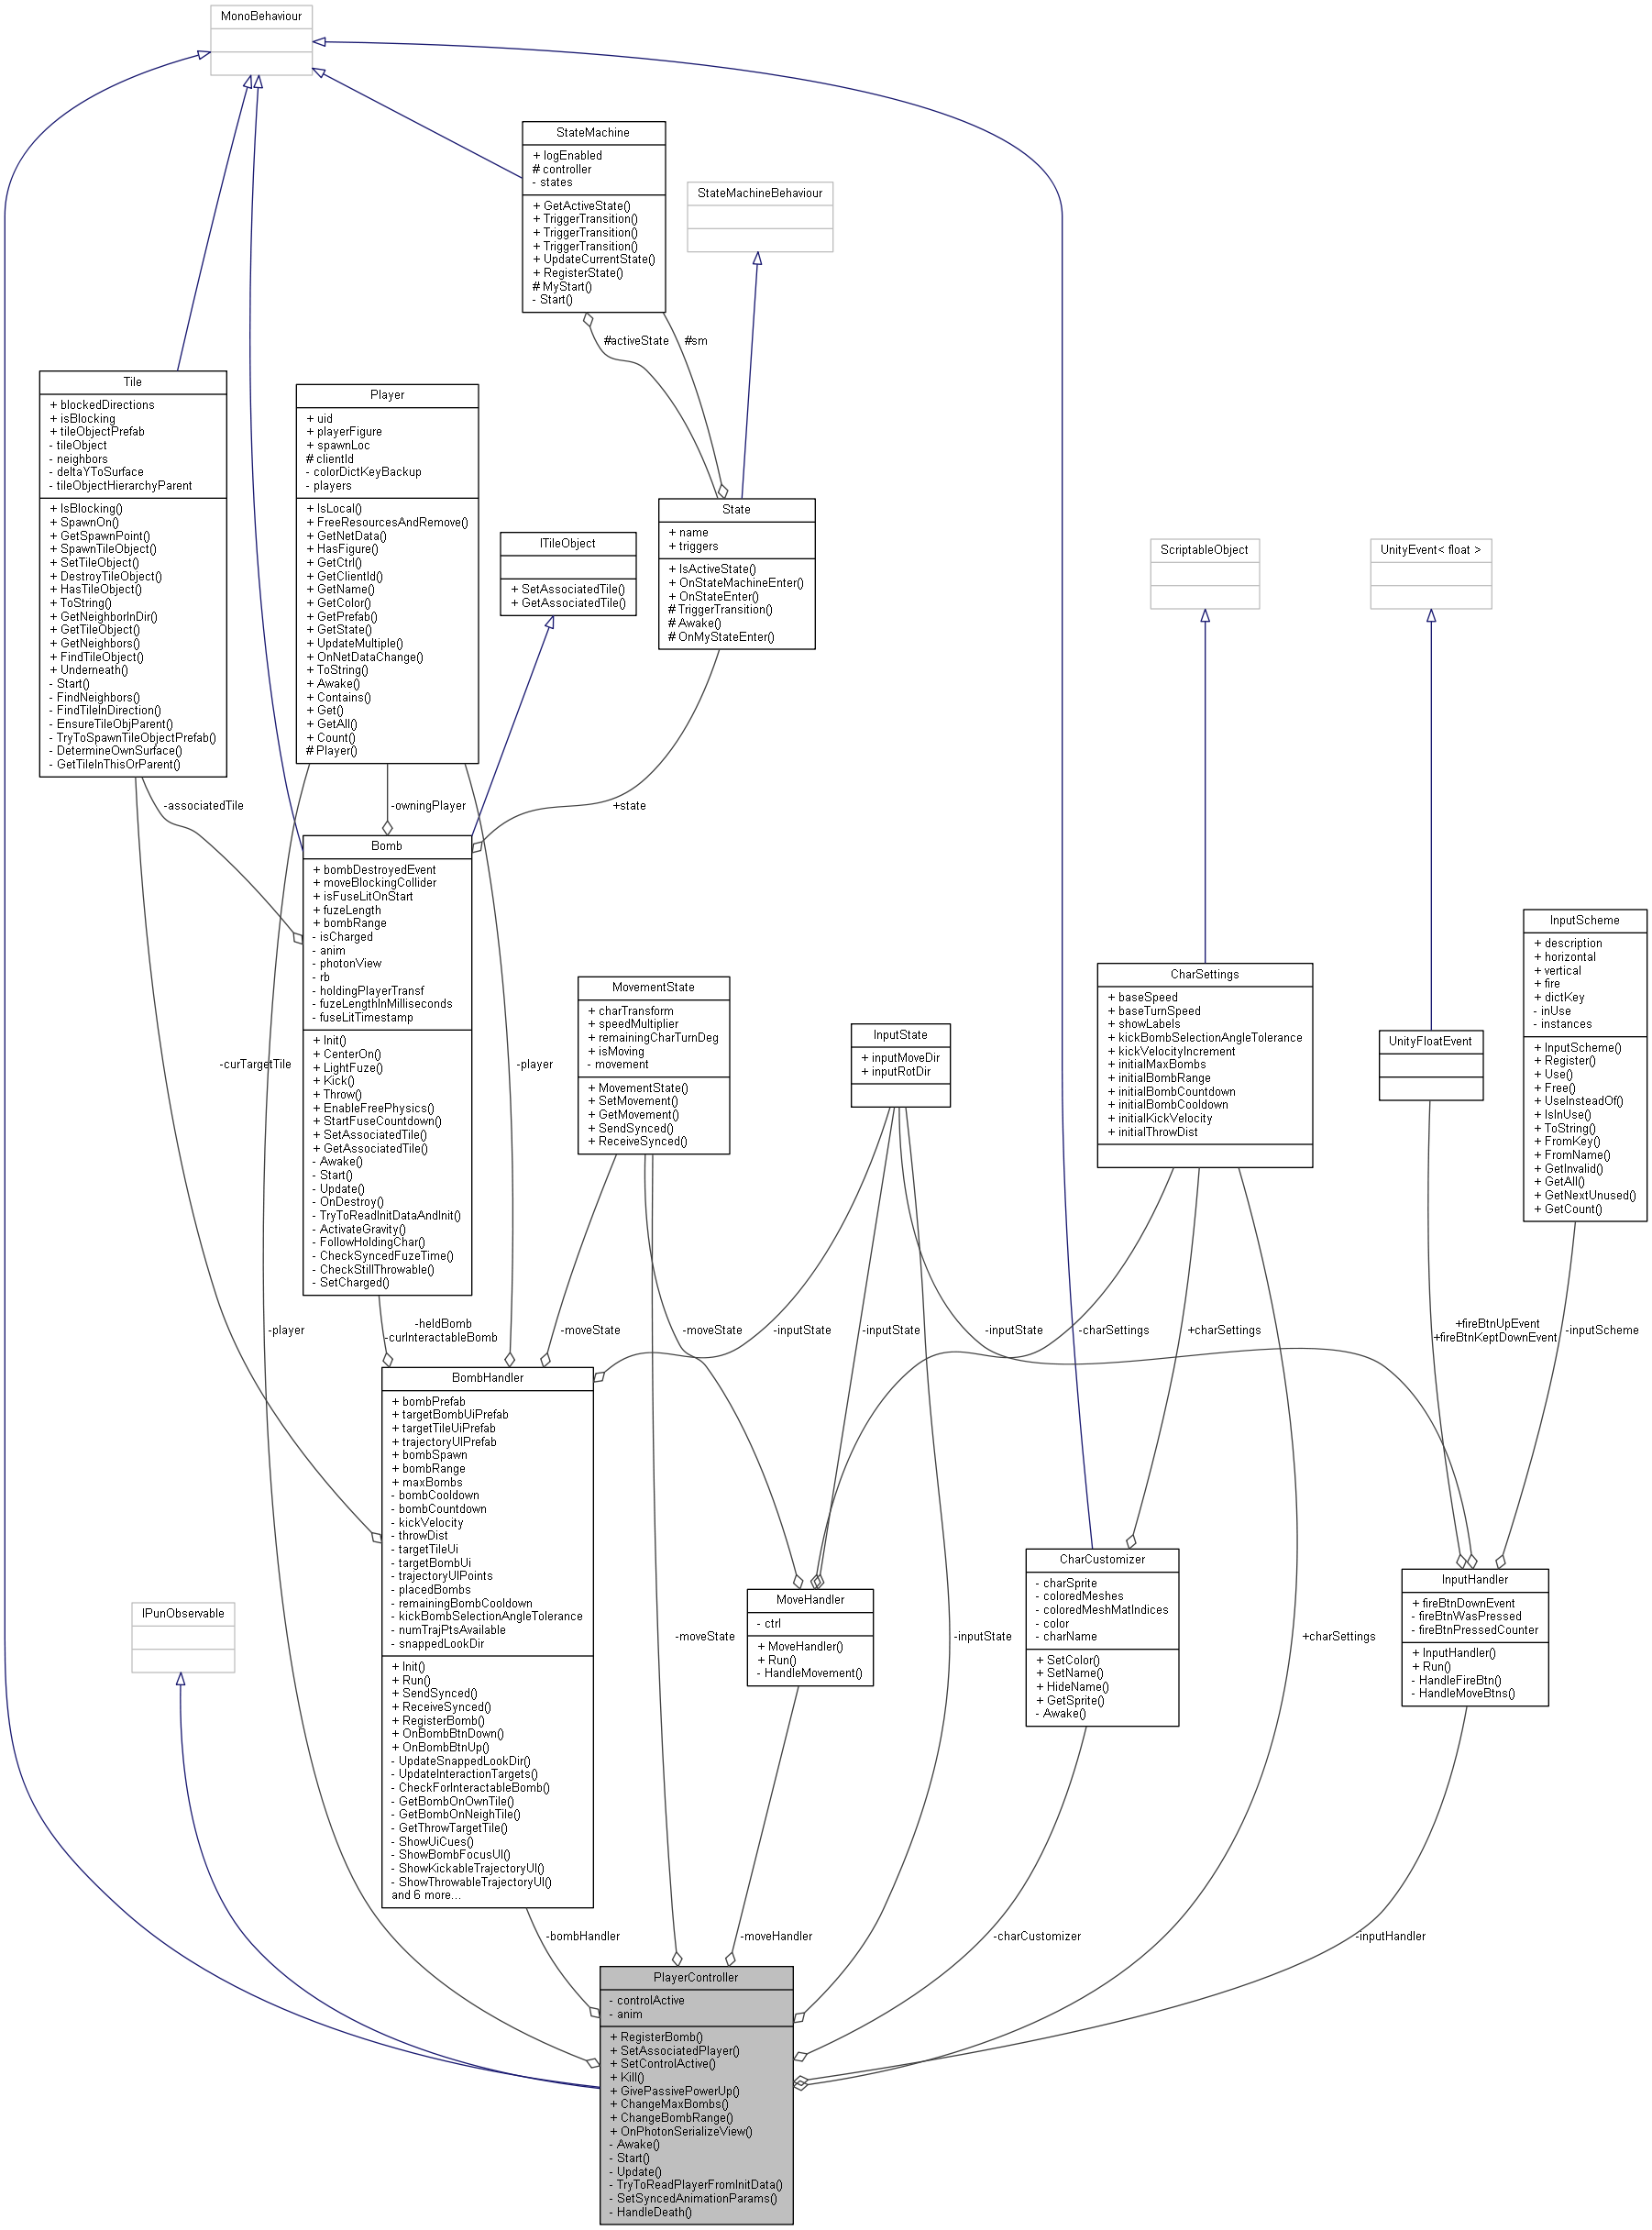 MonoBehaviour
StateMachine
+ logEnabled
# controller
- states
+ GetActiveState()
+ TriggerTransition()
+ TriggerTransition()
+ TriggerTransition()
+ UpdateCurrentState()
+ RegisterState()
# MyStart()
- Start()
StateMachineBehaviour
#activeState
#sm
Tile
+ blockedDirections
+ isBlocking
+ tileObjectPrefab
- tileObject
- neighbors
- deltaYToSurface
- tileObjectHierarchyParent
+ IsBlocking()
+ SpawnOn()
+ GetSpawnPoint()
+ SpawnTileObject()
+ SetTileObject()
+ DestroyTileObject()
+ HasTileObject()
+ ToString()
+ GetNeighborInDir()
+ GetTileObject()
+ GetNeighbors()
+ FindTileObject()
+ Underneath()
- Start()
- FindNeighbors()
- FindTileInDirection()
- EnsureTileObjParent()
- TryToSpawnTileObjectPrefab()
- DetermineOwnSurface()
- GetTileInThisOrParent()
Player
+ uid
+ playerFigure
+ spawnLoc
# clientId
- colorDictKeyBackup
- players
+ IsLocal()
+ FreeResourcesAndRemove()
+ GetNetData()
+ HasFigure()
+ GetCtrl()
+ GetClientId()
+ GetName()
+ GetColor()
+ GetPrefab()
+ GetState()
+ UpdateMultiple()
+ OnNetDataChange()
+ ToString()
+ Awake()
+ Contains()
+ Get()
+ GetAll()
+ Count()
# Player()
ITileObject
+ SetAssociatedTile()
+ GetAssociatedTile()
State
+ name
+ triggers
+ IsActiveState()
+ OnStateMachineEnter()
+ OnStateEnter()
# TriggerTransition()
# Awake()
# OnMyStateEnter()
ScriptableObject
UnityEvent< float >
-associatedTile
-owningPlayer
+state
Bomb
+ bombDestroyedEvent
+ moveBlockingCollider
+ isFuseLitOnStart
+ fuzeLength
+ bombRange
- isCharged
- anim
- photonView
- rb
- holdingPlayerTransf
- fuzeLengthInMilliseconds
- fuseLitTimestamp
+ Init()
+ CenterOn()
+ LightFuze()
+ Kick()
+ Throw()
+ EnableFreePhysics()
+ StartFuseCountdown()
+ SetAssociatedTile()
+ GetAssociatedTile()
- Awake()
- Start()
- Update()
- OnDestroy()
- TryToReadInitDataAndInit()
- ActivateGravity()
- FollowHoldingChar()
- CheckSyncedFuzeTime()
- CheckStillThrowable()
- SetCharged()
MovementState
+ charTransform
+ speedMultiplier
+ remainingCharTurnDeg
+ isMoving
- movement
+ MovementState()
+ SetMovement()
+ GetMovement()
+ SendSynced()
+ ReceiveSynced()
InputState
+ inputMoveDir
+ inputRotDir
CharSettings
+ baseSpeed
+ baseTurnSpeed
+ showLabels
+ kickBombSelectionAngleTolerance
+ kickVelocityIncrement
+ initialMaxBombs
+ initialBombRange
+ initialBombCountdown
+ initialBombCooldown
+ initialKickVelocity
+ initialThrowDist
UnityFloatEvent
InputScheme
+ description
+ horizontal
+ vertical
+ fire
+ dictKey
- inUse
- instances
+ InputScheme()
+ Register()
+ Use()
+ Free()
+ UseInsteadOf()
+ IsInUse()
+ ToString()
+ FromKey()
+ FromName()
+ GetInvalid()
+ GetAll()
+ GetNextUnused()
+ GetCount()
-curTargetTile
-player
-player
-heldBomb
-curInteractableBomb
-moveState
-moveState
-inputState
-inputState
-inputState
-charSettings
+charSettings
+fireBtnUpEvent
+fireBtnKeptDownEvent
-inputScheme
BombHandler
+ bombPrefab
+ targetBombUiPrefab
+ targetTileUiPrefab
+ trajectoryUIPrefab
+ bombSpawn
+ bombRange
+ maxBombs
- bombCooldown
- bombCountdown
- kickVelocity
- throwDist
- targetTileUi
- targetBombUi
- trajectoryUIPoints
- placedBombs
- remainingBombCooldown
- kickBombSelectionAngleTolerance
- numTrajPtsAvailable
- snappedLookDir
+ Init()
+ Run()
+ SendSynced()
+ ReceiveSynced()
+ RegisterBomb()
+ OnBombBtnDown()
+ OnBombBtnUp()
- UpdateSnappedLookDir()
- UpdateInteractionTargets()
- CheckForInteractableBomb()
- GetBombOnOwnTile()
- GetBombOnNeighTile()
- GetThrowTargetTile()
- ShowUiCues()
- ShowBombFocusUI()
- ShowKickableTrajectoryUI()
- ShowThrowableTrajectoryUI()
and 6 more...
IPunObservable
MoveHandler
- ctrl
+ MoveHandler()
+ Run()
- HandleMovement()
CharCustomizer
- charSprite
- coloredMeshes
- coloredMeshMatIndices
- color
- charName
+ SetColor()
+ SetName()
+ HideName()
+ GetSprite()
- Awake()
InputHandler
+ fireBtnDownEvent
- fireBtnWasPressed
- fireBtnPressedCounter
+ InputHandler()
+ Run()
- HandleFireBtn()
- HandleMoveBtns()
-moveState
-inputState
+charSettings
-bombHandler
-moveHandler
-charCustomizer
-inputHandler
PlayerController
- controlActive
- anim
+ RegisterBomb()
+ SetAssociatedPlayer()
+ SetControlActive()
+ Kill()
+ GivePassivePowerUp()
+ ChangeMaxBombs()
+ ChangeBombRange()
+ OnPhotonSerializeView()
- Awake()
- Start()
- Update()
- TryToReadPlayerFromInitData()
- SetSyncedAnimationParams()
- HandleDeath()